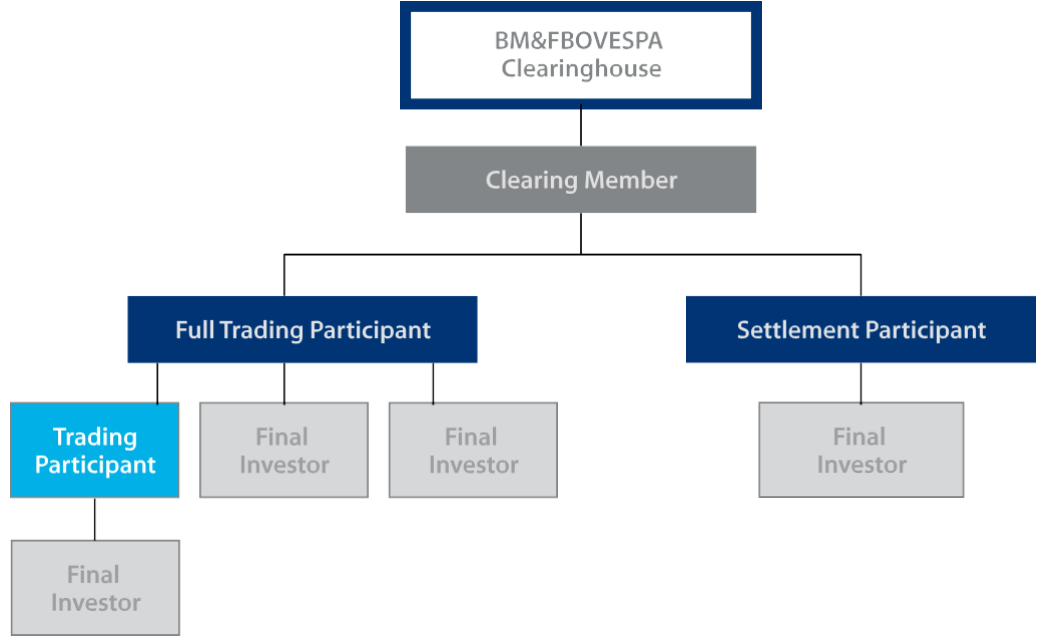 BM&FBOVESPA
Clearinghouse
Clearing Member
Full Trading Participant
Settlement Participant
Trading
Participant
Final
Investor
Final
Investor
Final
Investor
Final
Investor